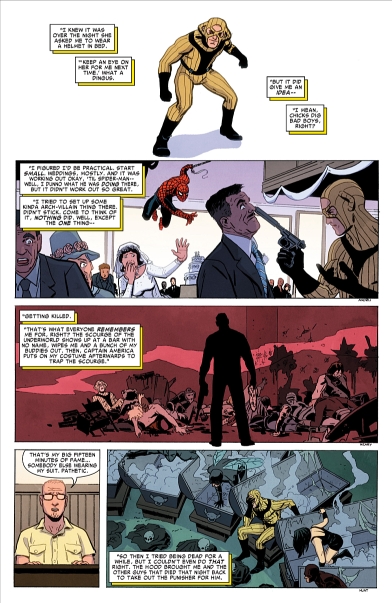 "I KNEW IT WAS
OVER THE NIGHT SHE
ASKED ME TO WEAR
A HELMET IN BED.
"'KEEP AN EYE ON
HER FOR ME NEXT
TIME.' WHAT A
DINGUS.
"BUT IT DID
GIVE ME AN
IDEA--
"I MEAN,
CHICKS DIG
BAD BOYS,
RIGHT?
"I FIGURED I'D BE PRACTICAL. START
SMALL. WEDDINGS, MOSTLY. AND IT WAS
WORKING OUT OKAY, 'TIL SPIDER-MAN--
WELL, I DUNNO WHAT HE WAS DOING THERE,
BUT IT DIDN'T WORK OUT SO GREAT.
"I TRIED TO SET UP SOME
KINDA ARCH-VILLAIN THING THERE.
DIDN'T STICK. COME TO THINK OF
IT, NOTHING DID. WELL, EXCEPT
THE ONE THING--
"GETTING KILLED.
"THAT'S WHAT EVERYONE REMEMBERS
ME FOR, RIGHT? THE SCOURGE OF THE
UNDERWORLD SHOWS UP AT A BAR WITH
NO NAME, WIPES ME AND A BUNCH OF MY
BUDDIES OUT. THEN, CAPTAIN AMERICA
PUTS ON MY COSTUME AFTERWARDS TO
TRAP THE SCOURGE."
THAT'S MY BIG FIFTEEN
MINUTES OF FAME...
SOMEBODY ELSE WEARING
MY SUIT. PATHETIC.
"SO THEN I TRIED BEING DEAD FOR A
WHILE. BUT I COULDN'T EVEN DO THAT
RIGHT. THE HOOD BROUGHT ME AND THE
OTHER GUYS THAT DIED THAT NIGHT BACK
TO TAKE OUT THE PUNISHER FOR HIM.